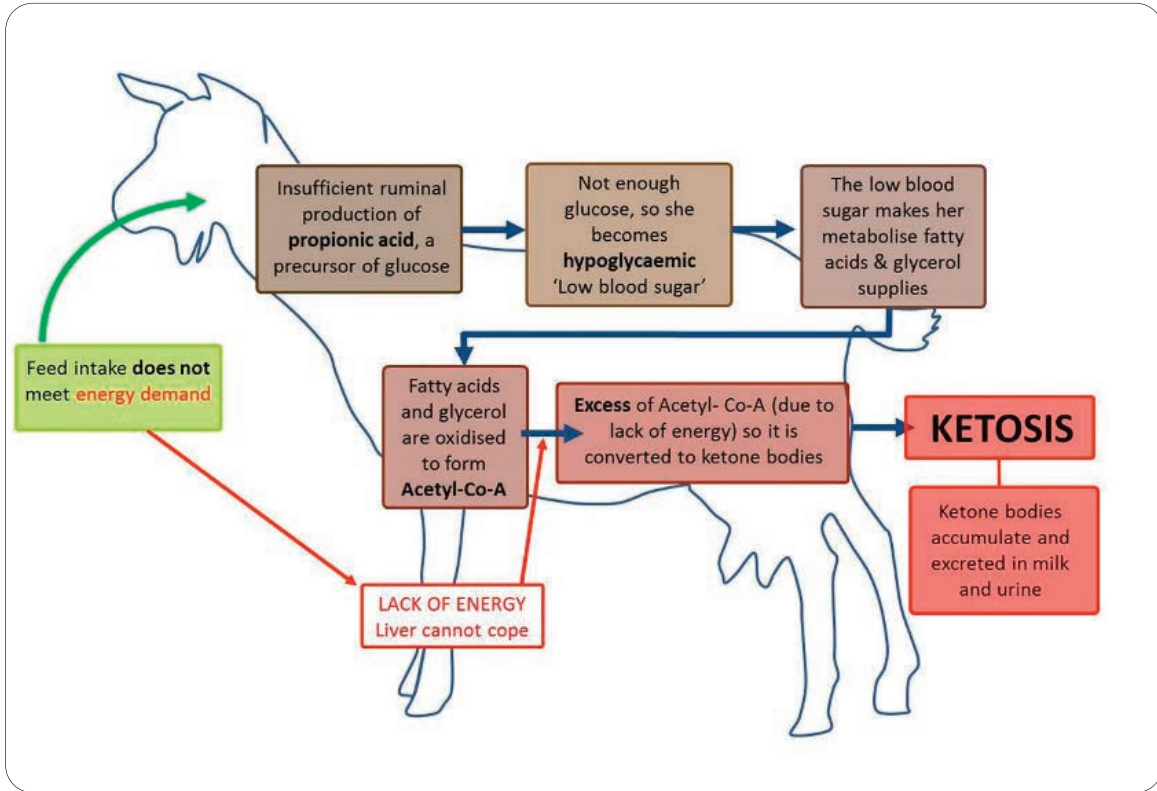 Insufficient ruminal
production of
propionic acid, a
precursor of glucose
Not enough
glucose, so she
becomes
hypoglycaemic
‘Low blood sugar’
The low blood
sugar makes her
metabolise fatty
acids & glycerol
supplies
Feed intake does not
meet energy demand
Fatty acids
and glycerol
are oxidised
to form
Acetyl-Co-A
Excess of Acetyl- Co-A (due to
lack of energy) so it is
converted to ketone bodies
KETOSIS
Ketone bodies
accumulate and
excreted in milk
and urine
LACK OF ENERGY
Liver cannot cope